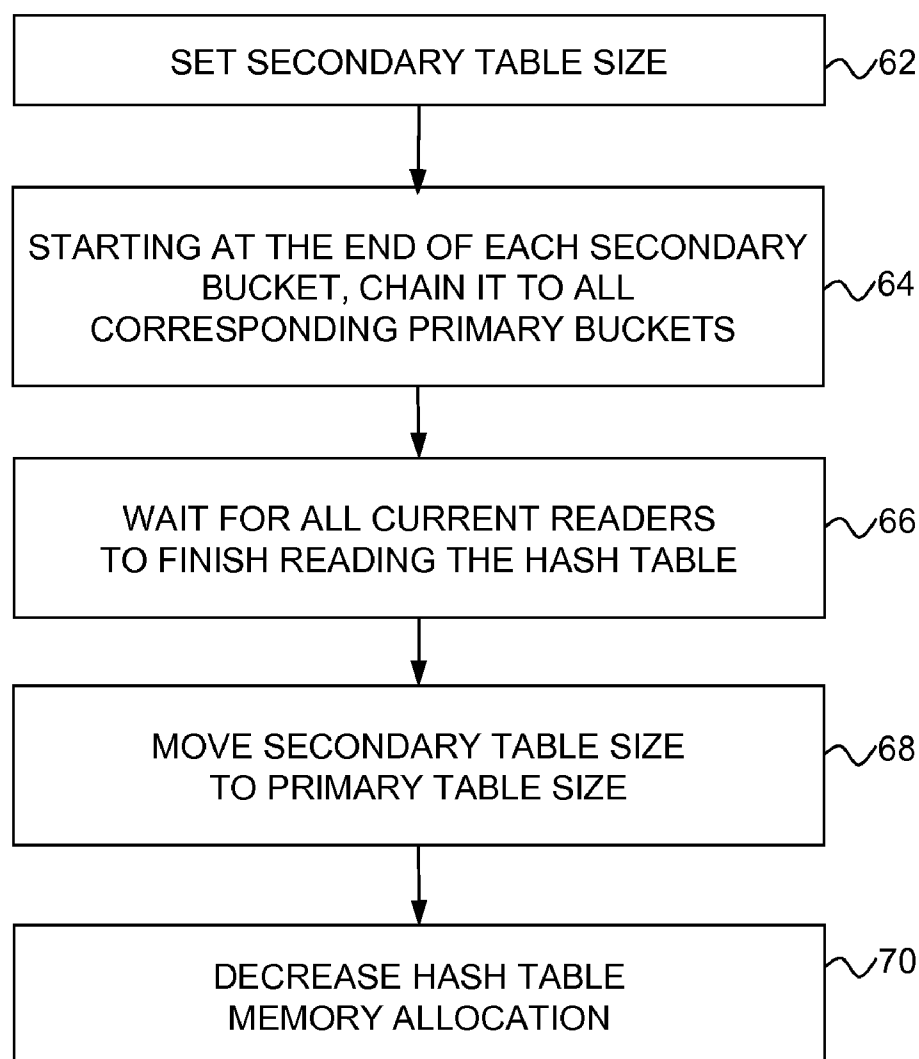 SET SECONDARY TABLE SIZE
62
STARTING AT THE END OF EACH SECONDARY
BUCKET, CHAIN IT TO ALL
CORRESPONDING PRIMARY BUCKETS
64
WAIT FOR ALL CURRENT READERS
TO FINISH READING THE HASH TABLE
66
MOVE SECONDARY TABLE SIZE
TO PRIMARY TABLE SIZE
68
DECREASE HASH TABLE
MEMORY ALLOCATION
70